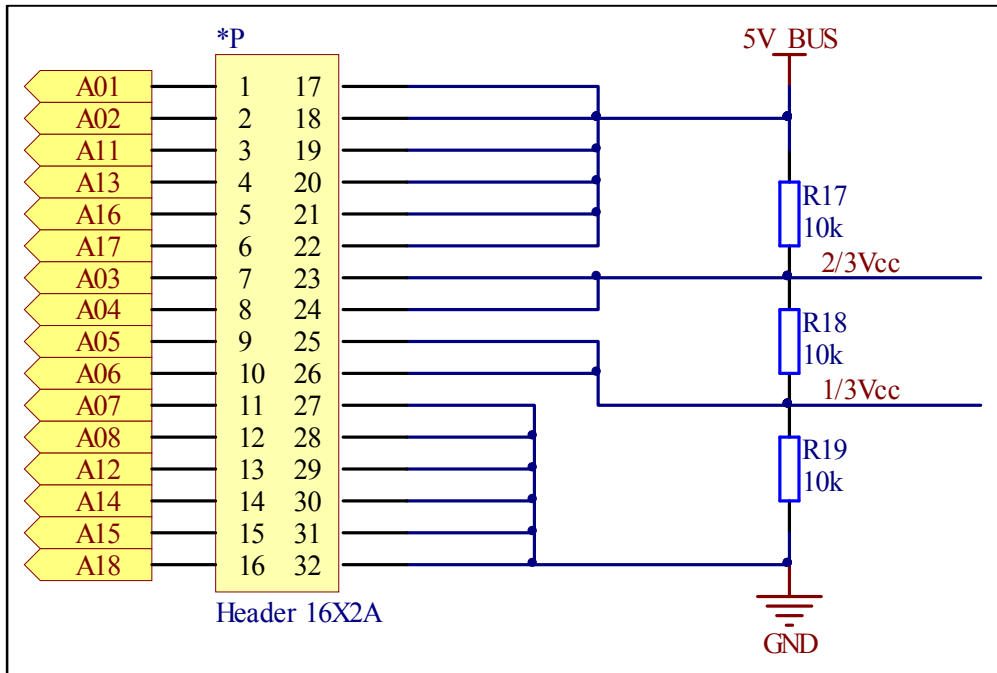 *P
5V_BUS
A01 1 17
A02 2 18
A11 3 19
A13 4 20
A16 5 21
R17
A17 6 22
10k
2/3Vcc
A03 7 23
A04 8 24
R18
A05 9 25
10k
A06 10 26
1/3Vcc
A07 11 27
A08 12 28
R19
A12 13 29
10k
A14 14 30
A15 15 31
A18 16 32
Header 16X2A
GND